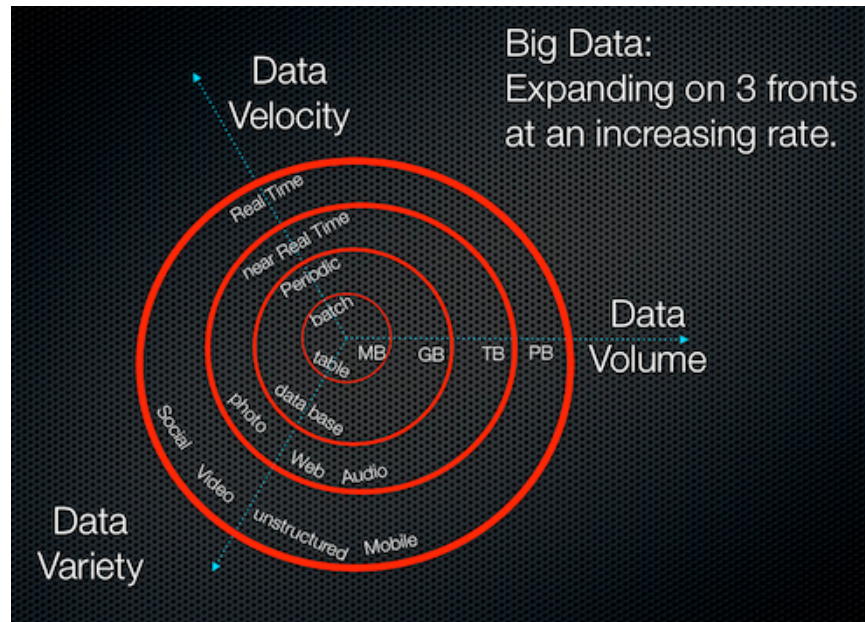 Big Data:
Expanding on 3 fronts
at an increasing rate.
Data
Velocity
Real Time
near Real Time
Periodic
batch
Data
Volume
MB GB TB PB
table
data base
photo Web Audio
Social Video unstructured Mobile
Data
Variety